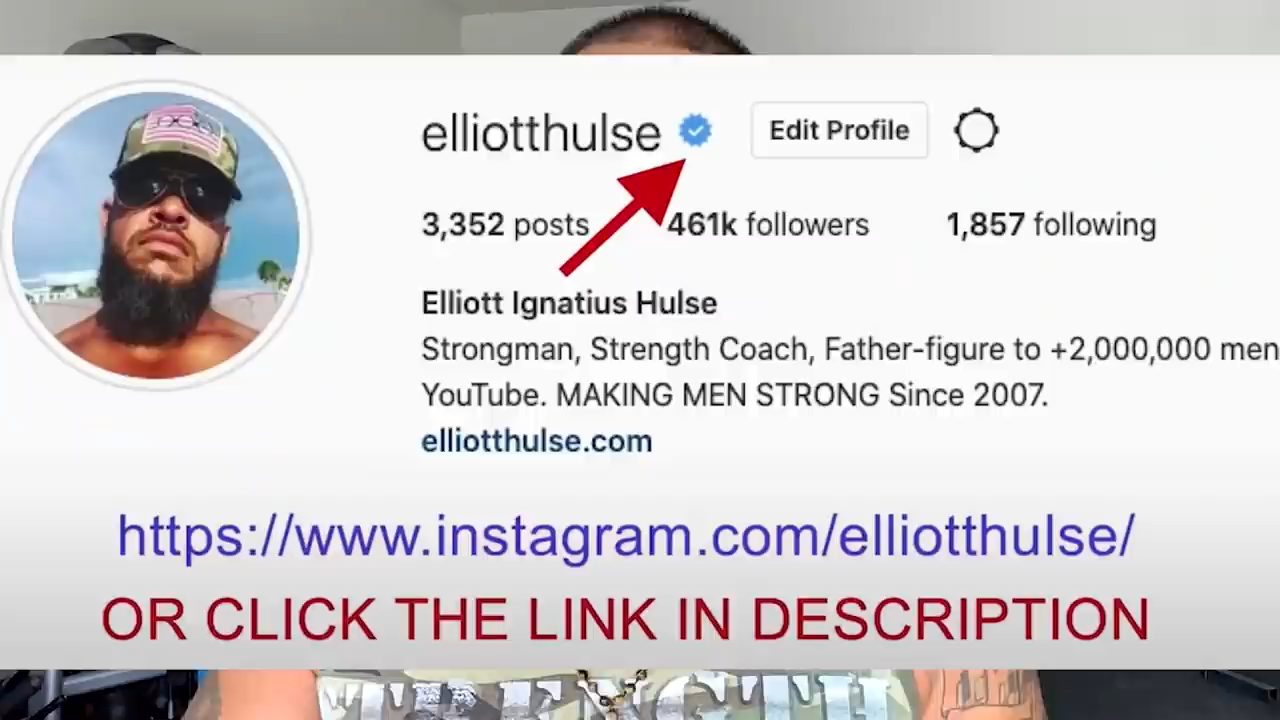 elliotthulse
Edit Profile
3,352 posts
461k followers
1,857 following
Elliott Ignatius Hulse
Strongman, Strength Coach, Father-figure to +2,000,000 men
YouTube. MAKING MEN STRONG Since 2007.
elliotthulse.com
https://www.instagram.com/elliotthulse/
OR CLICK THE LINK IN DESCRIPTION